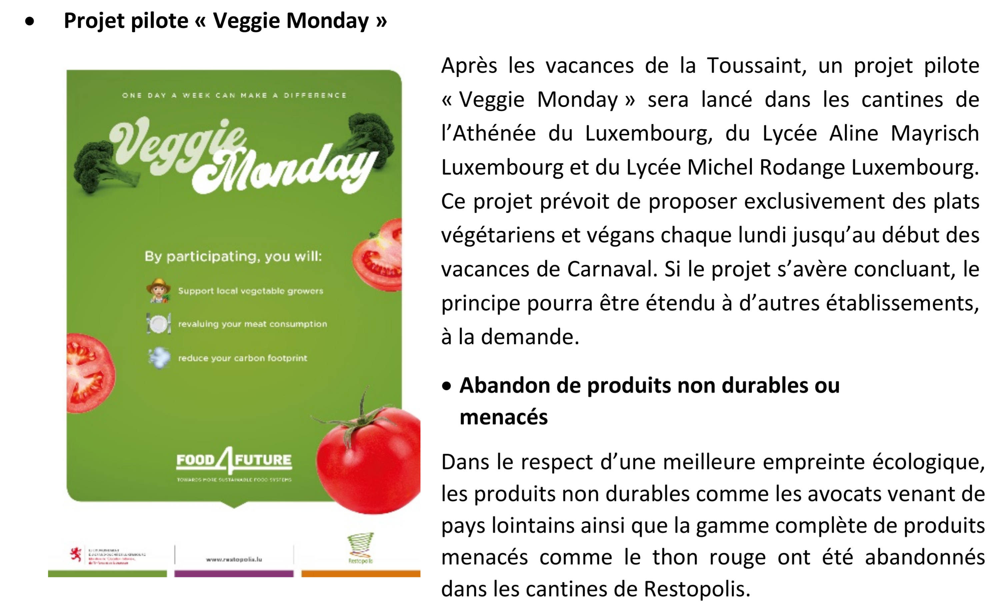 • Projet pilote « Veggie Monday »
ONE DAY A WEEK CAN MAKE A DIFFERENCE
Veggie
Monday
By participating, you will:
Support local vegetable growers
revaluing your meat consumption
reduce your carbon footprint
FOOD4FUTURE
TOWARDS MORE SUSTAINABLE FOOD SYSTEMS
LE GOUVERNEMENT
DU GRAND-DUCHÉ DE LUXEMBOURG
www.restopolis.lu
Restopolis
Après les vacances de la Toussaint, un projet pilote
« Veggie Monday » sera lancé dans les cantines de
l’Athénée du Luxembourg, du Lycée Aline Mayrisch
Luxembourg et du Lycée Michel Rodange Luxembourg.
Ce projet prévoit de proposer exclusivement des plats
végétariens et végans chaque lundi jusqu’au début des
vacances de Carnaval. Si le projet s’avère concluant, le
principe pourra être étendu à d’autres établissements,
à la demande.
• Abandon de produits non durables ou
menacés
Dans le respect d’une meilleure empreinte écologique,
les produits non durables comme les avocats venant de
pays lointains ainsi que la gamme complète de produits
menacés comme le thon rouge ont été abandonnés
dans les cantines de Restopolis.